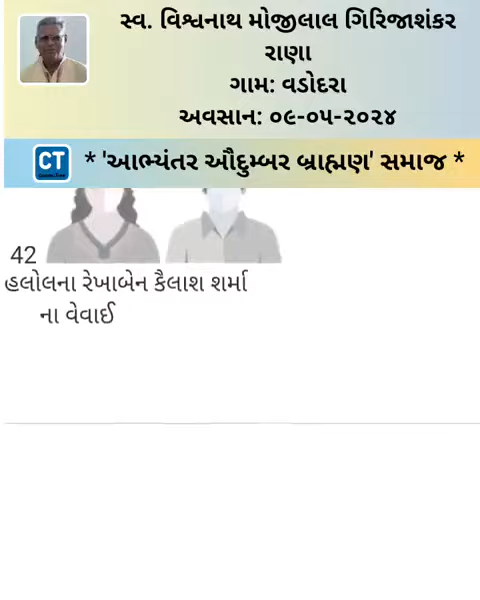 સ્વ. વિશ્વનાથ મોજીલાલ ગિરિજાશંકર
રાણા
ગામ: વડોદરા
અવસાન: ૦૯-૦૫-૨૦૨૪
CT
* 'આભ્યંતર ઔદુમ્બર બ્રાહ્મણ' સમાજ *
42
હલોલના રેખાબેન કૈલાશ શર્મા
ના વેવાઈ